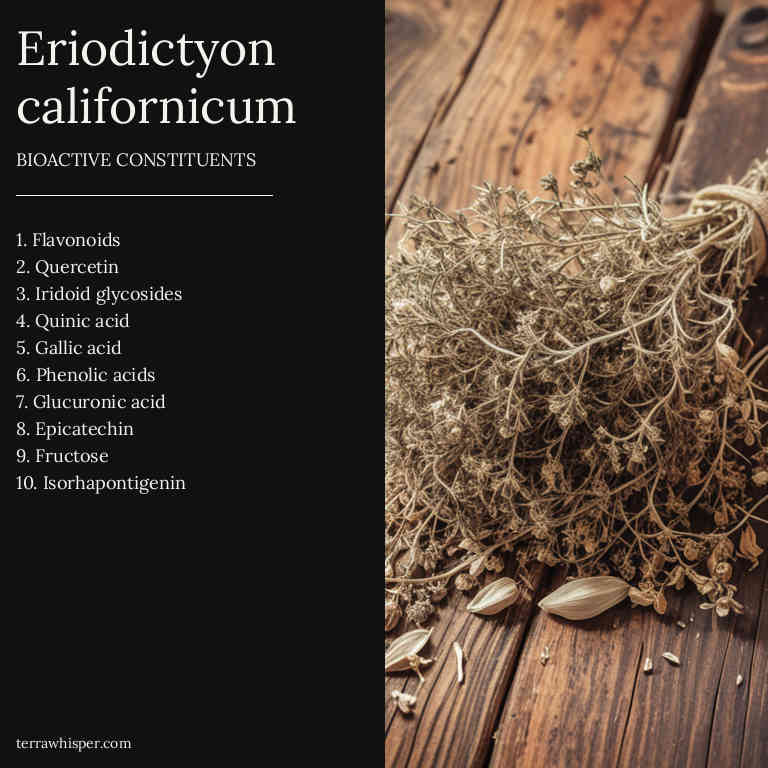 Eriodictyon
californicum
BIOACTIVE CONSTITUENTS
1. Flavonoids
2. Quercetin
3. Iridoid glycosides
4. Quinic acid
5. Gallic acid
6. Phenolic acids
7. Glucuronic acid
8. Epicatechin
9. Fructose
10. Isorhapontigenin
terrawhisper.com